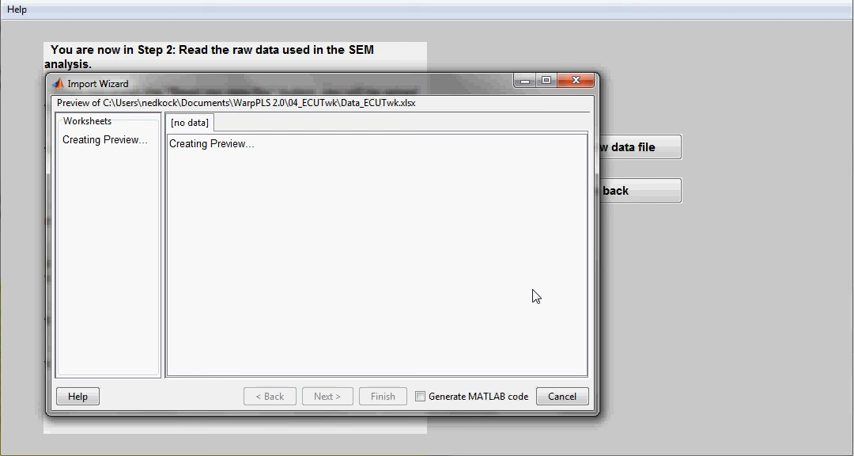 Help
You are now in Step 2: Read the raw data used in the SEM
analysis.
Import Wizard
Preview of C:\Users\nedkock\Documents\WarpPLS 2.0\04_ECUTwk\Data_ECUTwk.xlsx
Worksheets
Creating Preview...
[no data]
Creating Preview...
data file
back
Help
< Back
Next >
Finish
Generate MATLAB code
Cancel